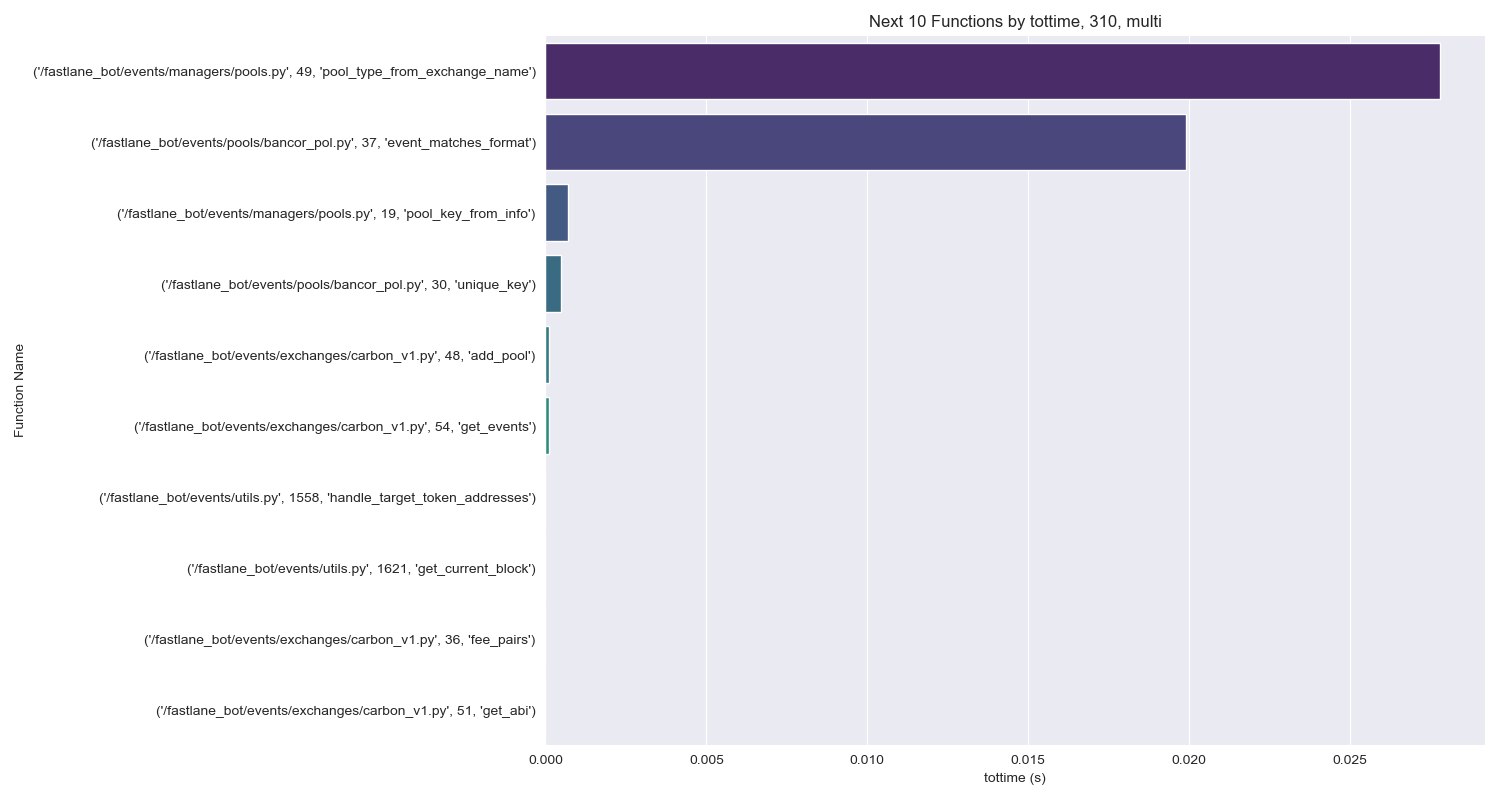 Next 10 Functions by tottime, 310, multi
('/fastlane_bot/events/managers/pools.py', 49, 'pool_type_from_exchange_name')
('/fastlane_bot/events/pools/bancor_pol.py', 37, 'event_matches_format')
('/fastlane_bot/events/managers/pools.py', 19, 'pool_key_from_info')
('/fastlane_bot/events/pools/bancor_pol.py', 30, 'unique_key')
('/fastlane_bot/events/exchanges/carbon_v1.py', 48, 'add_pool')
('/fastlane_bot/events/exchanges/carbon_v1.py', 54, 'get_events')
('/fastlane_bot/events/utils.py', 1558, 'handle_target_token_addresses')
('/fastlane_bot/events/utils.py', 1621, 'get_current_block')
('/fastlane_bot/events/exchanges/carbon_v1.py', 36, 'fee_pairs')
('/fastlane_bot/events/exchanges/carbon_v1.py', 51, 'get_abi')
Function Name
0.000 0.005 0.010 0.015 0.020 0.025
tottime (s)